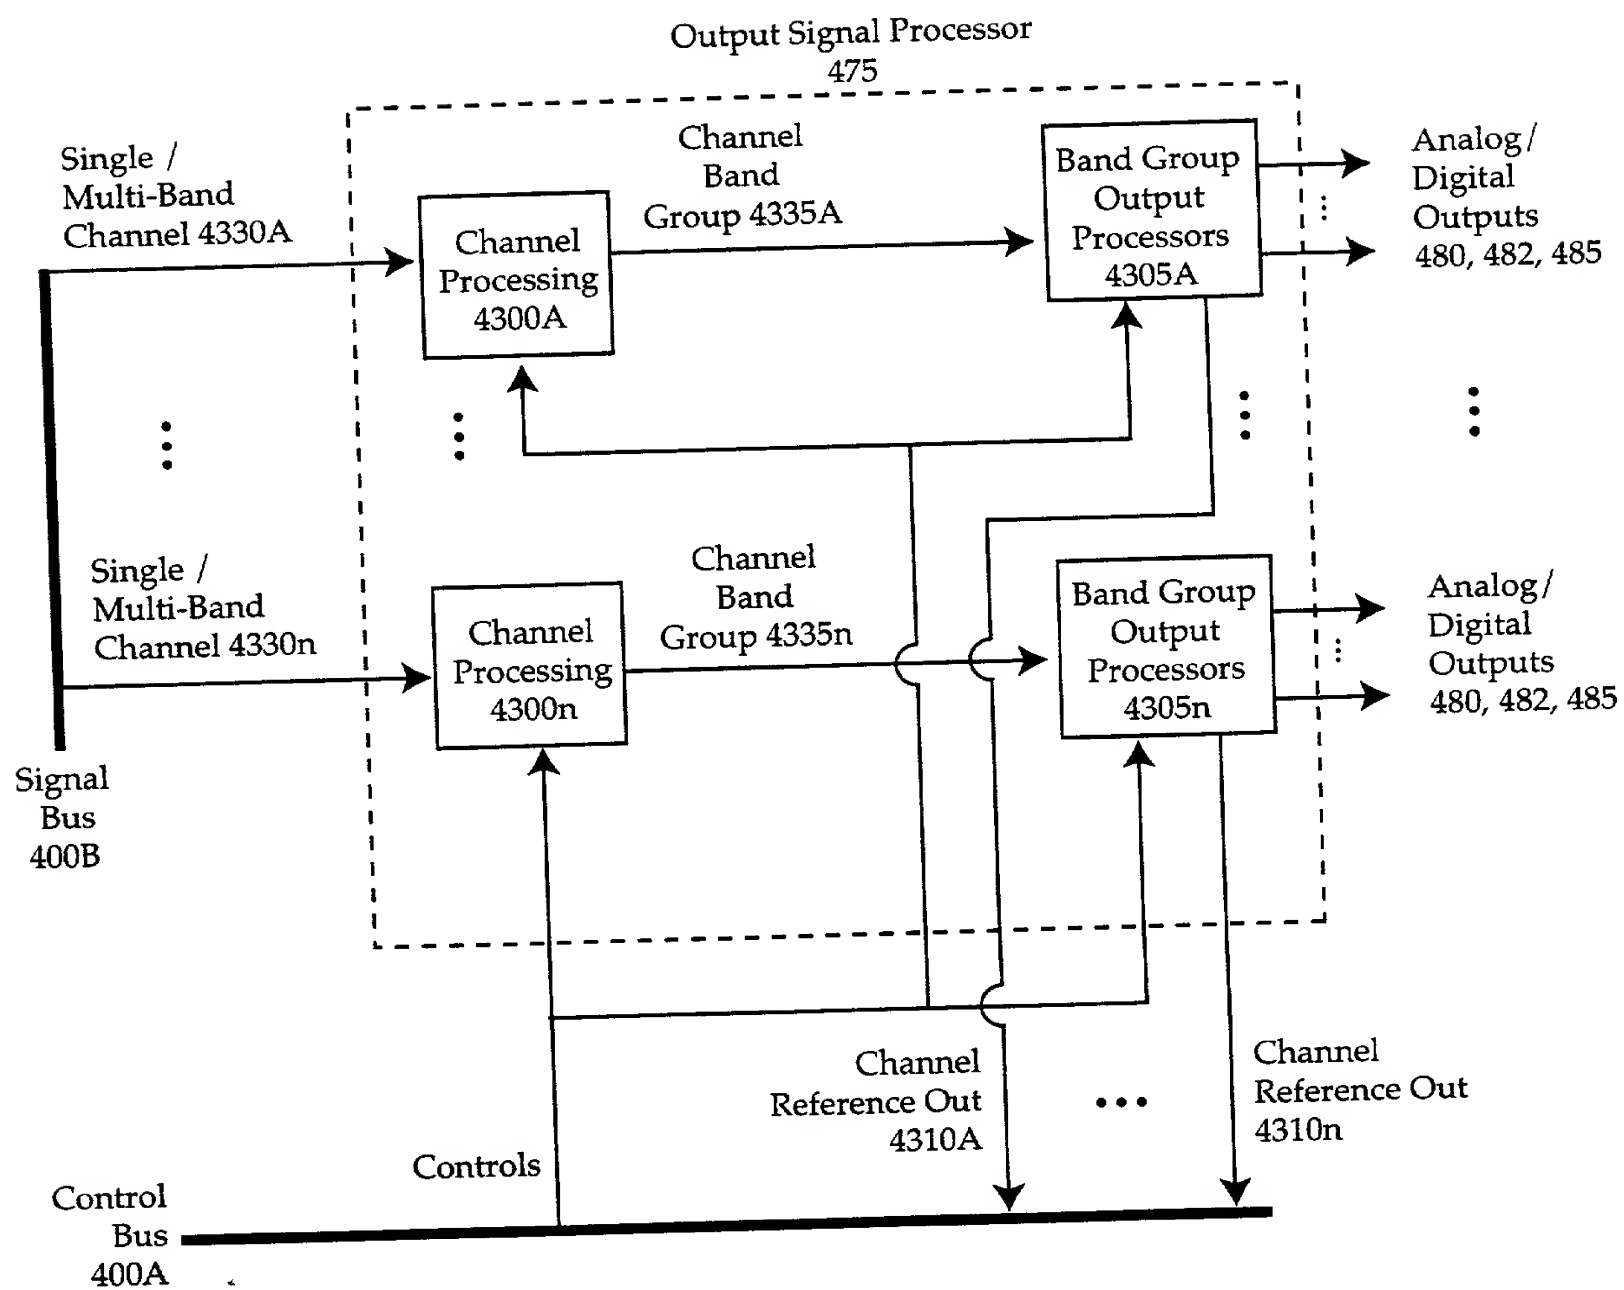 Output Signal Processor
475
Single /
Multi-Band
Channel 4330A
Channel
Processing
4300A
Channel
Band
Group 4335A
Band Group
Output
Processors
4305A
Analog/
Digital
Outputs
480, 482, 485
Single /
Multi-Band
Channel 4330n
Channel
Processing
4300n
Channel
Band
Group 4335n
Band Group
Output
Processors
4305n
Analog/
Digital
Outputs
480, 482, 485
Signal
Bus
400B
Channel
Reference Out
4310A
Channel
Reference Out
4310n
Controls
Control
Bus
400A